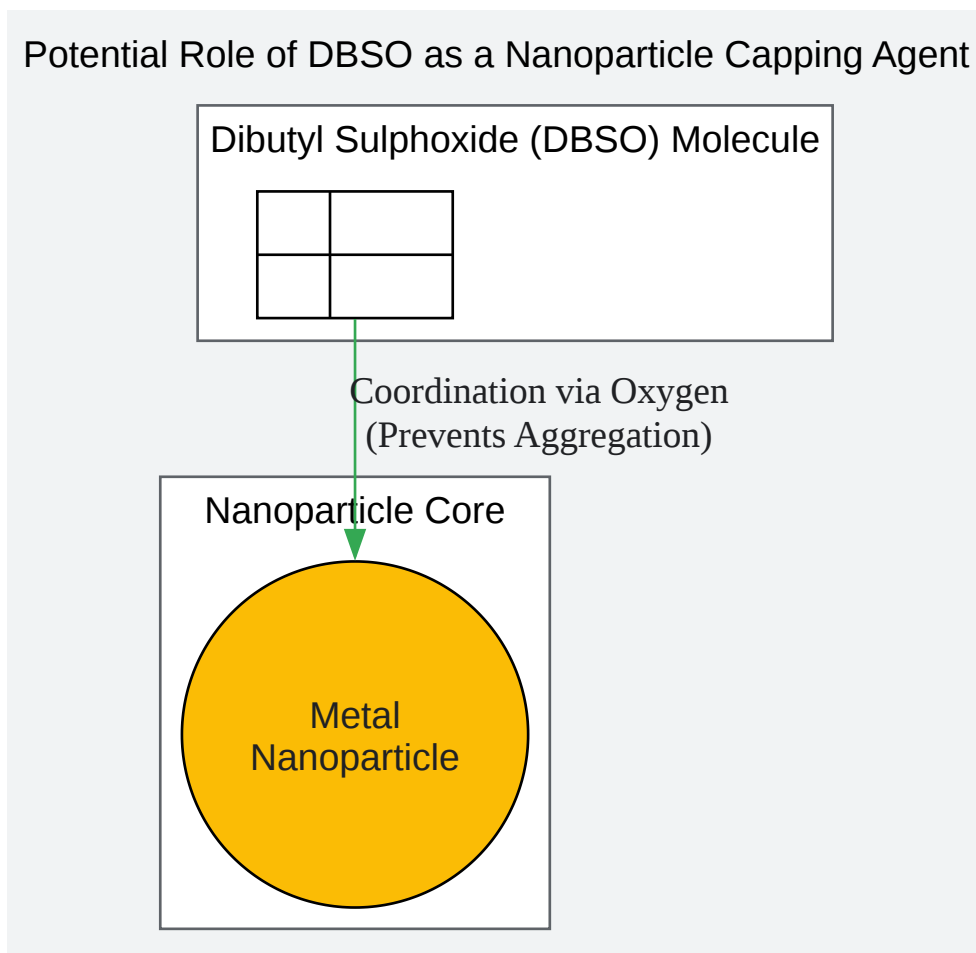 Potential Role of DBSO as a Nanoparticle Capping Agent
Dibutyl Sulphoxide (DBSO) Molecule
Coordination via Oxygen
(Prevents Aggregation)
Nanoparticle Core
Metal
Nanoparticle